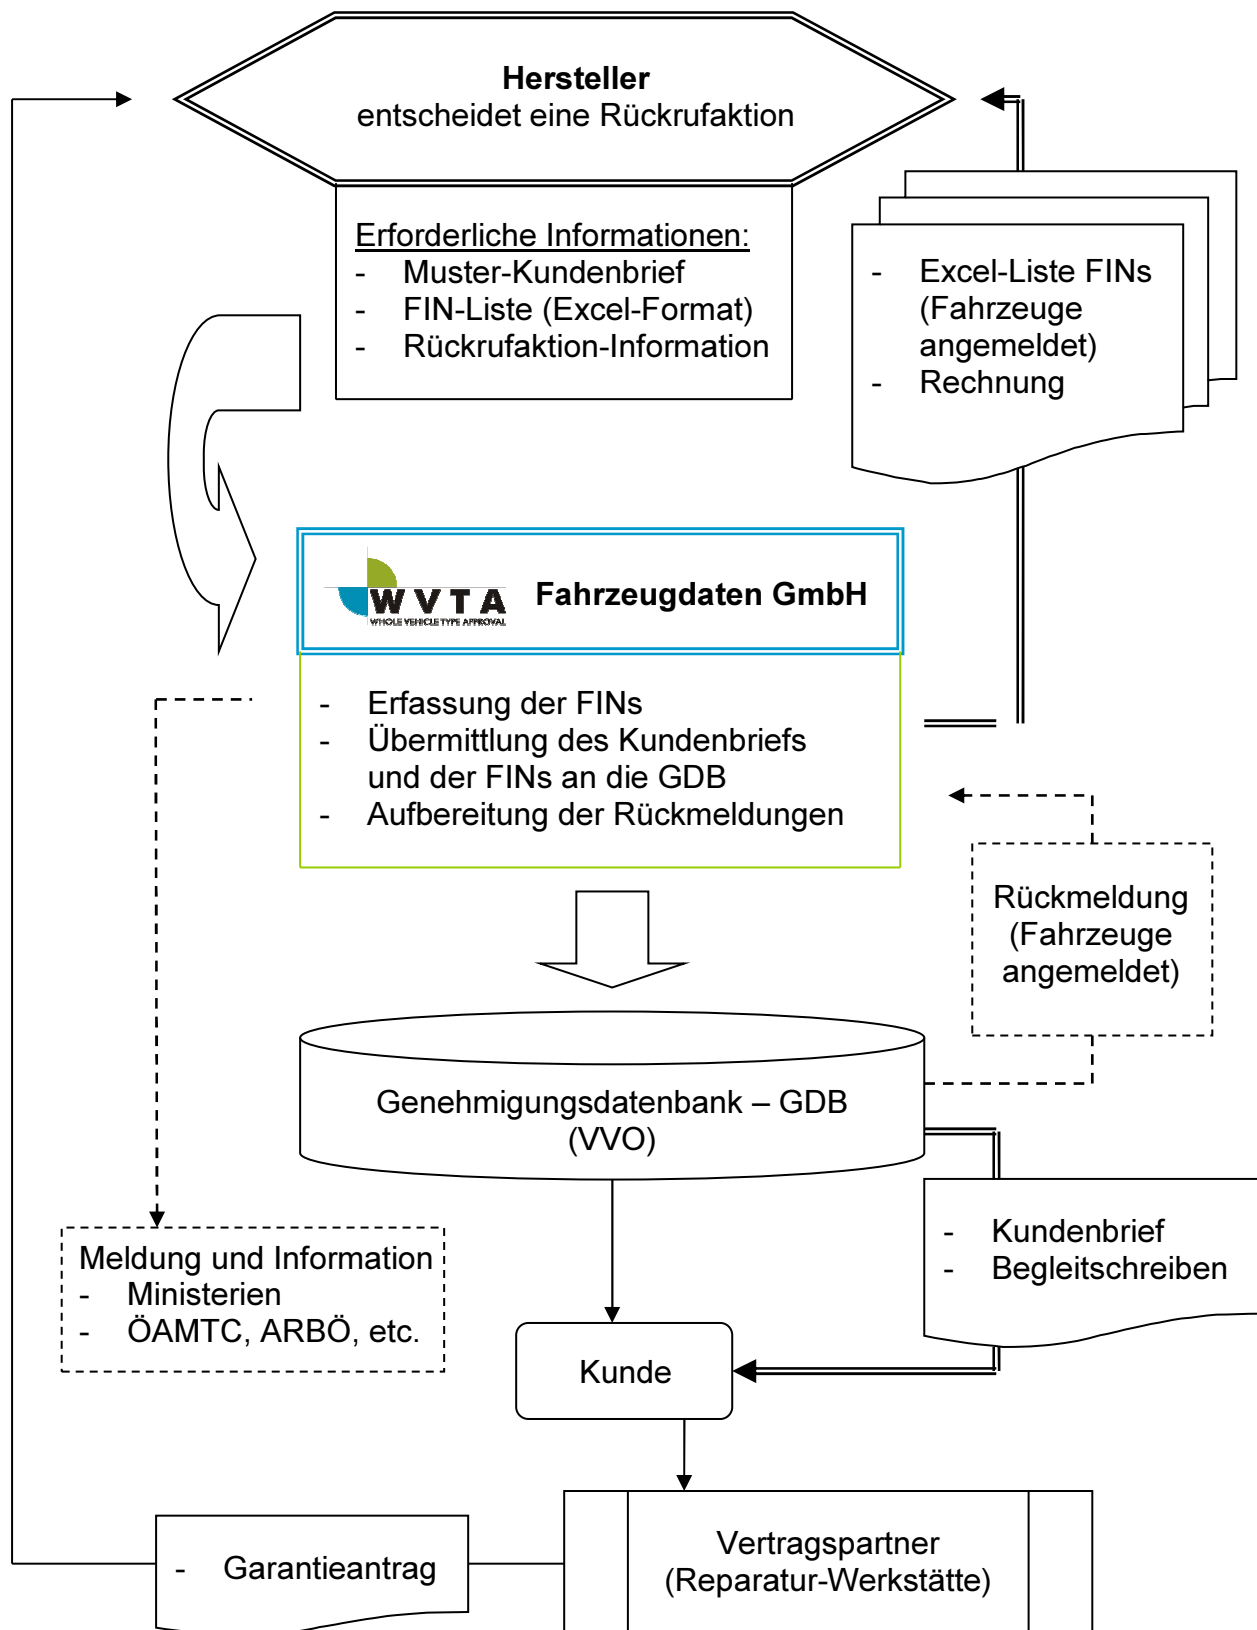 Hersteller
entscheidet eine Rückrufaktion
Erforderliche Informationen:
- Muster-Kundenbrief
- FIN-Liste (Excel-Format)
- Rückrufaktion-Information
- Excel-Liste FINs
(Fahrzeuge
angemeldet)
- Rechnung
WVTA
WHOLE VEHICLE TYPE APPROVAL
Fahrzeugdaten GmbH
- Erfassung der FINs
- Übermittlung des Kundenbriefs
und der FINs an die GDB
- Aufbereitung der Rückmeldungen
Rückmeldung
(Fahrzeuge
angemeldet)
Genehmigungsdatenbank – GDB
(VVO)
- Kundenbrief
- Begleitschreiben
Meldung und Information
- Ministerien
- ÖAMTC, ARBÖ, etc.
Kunde
Vertragspartner
(Reparatur-Werkstätte)
- Garantieantrag